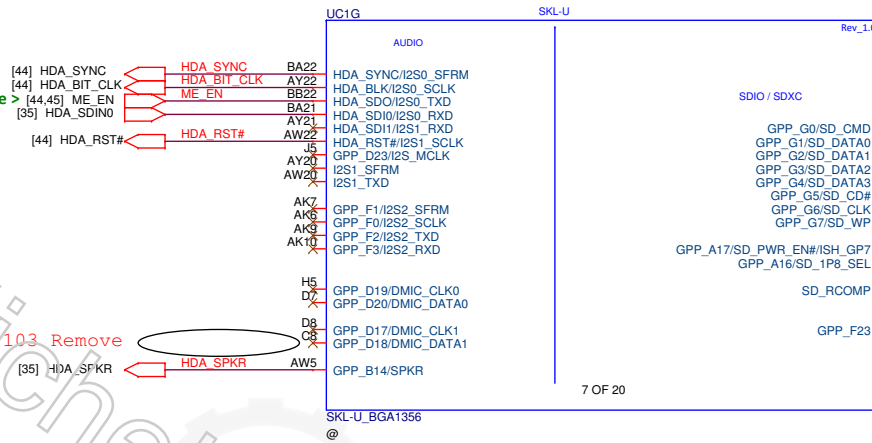 UC1G
SKL-U
Rev_1.0
AUDIO
SDIO / SDXC
[44] HDA_SYNC HDA_SYNC BA22 HDA_SYNC/I2S0_SFRM
[44] HDA_BIT_CLK HDA_BIT_CLK AY22 HDA_BLK/I2S0_SCLK
> [44,45] ME_EN ME_EN BB22 HDA_SDO/I2S0_TXD
[35] HDA_SDIN0 BA21 HDA_SDI0/I2S0_RXD
AY21 HDA_SDI1/I2S1_RXD
[44] HDA_RST# HDA_RST# AW22 HDA_RST#/I2S1_SCLK
J5 GPP_D23/I2S_MCLK
AY20 I2S1_SFRM
AW20 I2S1_TXD
AK7 GPP_F1/I2S2_SFRM
AK6 GPP_F0/I2S2_SCLK
AK9 GPP_F2/I2S2_TXD
AK10 GPP_F3/I2S2_RXD
H5 GPP_D19/DMIC_CLK0
D7 GPP_D20/DMIC_DATA0
D8 GPP_D17/DMIC_CLK1
C8 GPP_D18/DMIC_DATA1
103 Remove
[35] HDA_SPKR HDA_SPKR AW5 GPP_B14/SPKR
GPP_G0/SD_CMD
GPP_G1/SD_DATA0
GPP_G2/SD_DATA1
GPP_G3/SD_DATA2
GPP_G4/SD_DATA3
GPP_G5/SD_CD#
GPP_G6/SD_CLK
GPP_G7/SD_WP
GPP_A17/SD_PWR_EN#/ISH_GP7
GPP_A16/SD_1P8_SEL
SD_RCOMP
GPP_F23
7 OF 20
SKL-U_BGA1356
@